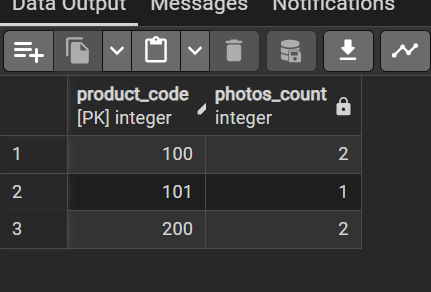 Data Output Messages Notifications
product_code photos_count
[PK] integer integer
1 100 2
2 101 1
3 200 2